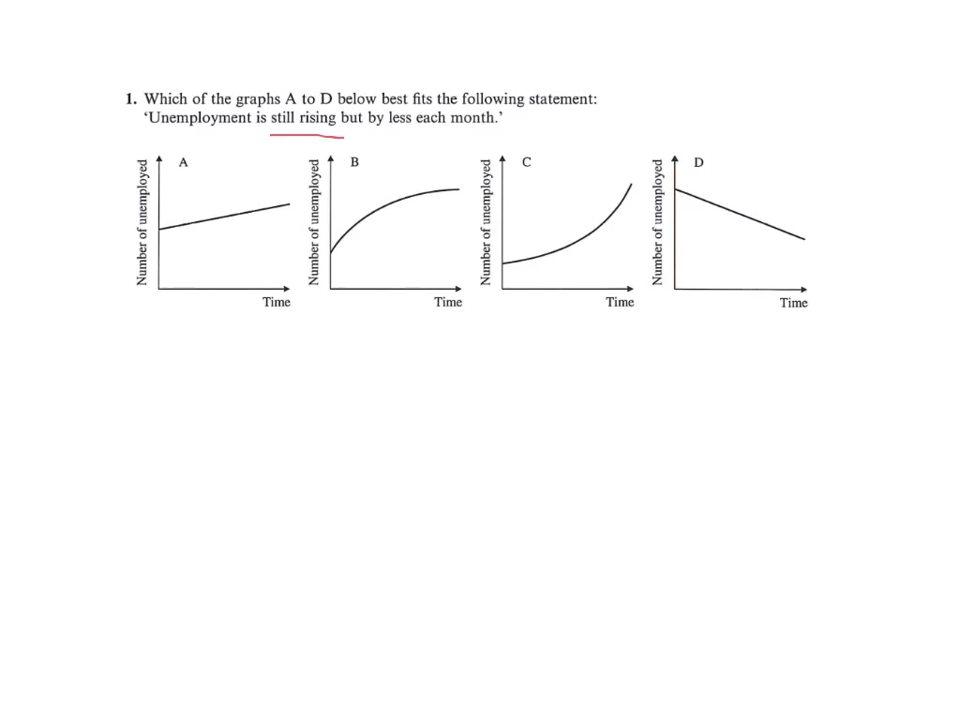 1. Which of the graphs A to D below best fits the following statement:
‘Unemployment is still rising but by less each month.’
A
Number of unemployed
Time
B
Number of unemployed
Time
C
Number of unemployed
Time
D
Number of unemployed
Time